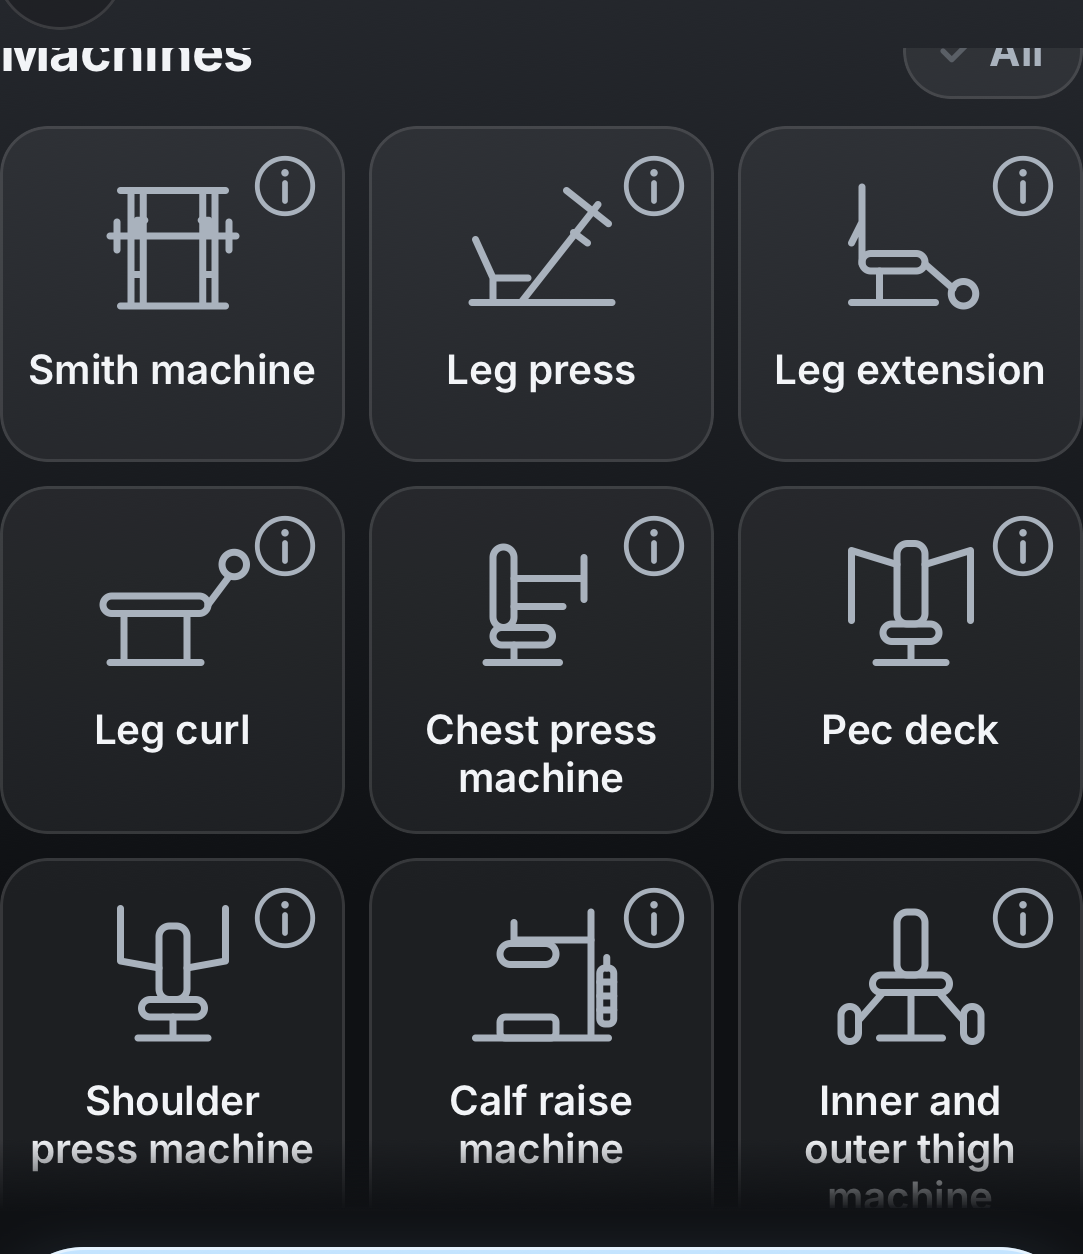 Machines
All
Smith machine
Leg press
Leg extension
Leg curl
Chest press
machine
Pec deck
Shoulder
press machine
Calf raise
machine
Inner and
outer thigh
machine